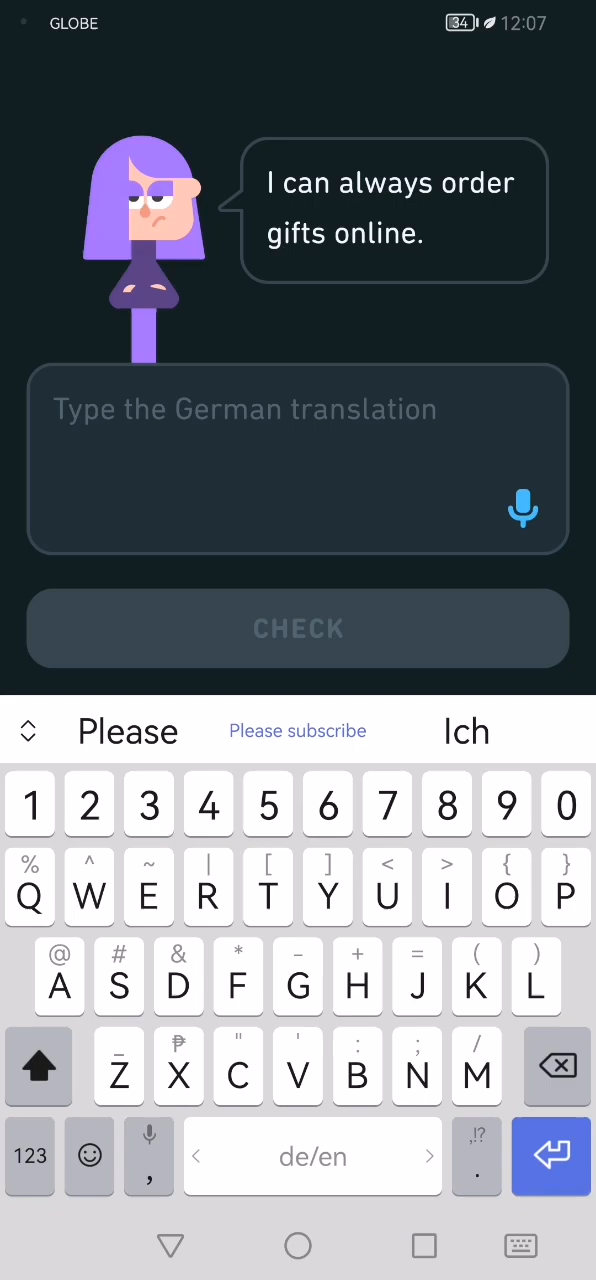 GLOBE 34 12:07
I can always order
gifts online.
Type the German translation
CHECK
Please Please subscribe Ich
1 2 3 4 5 6 7 8 9 0
% ^ ~ | [ ] < > { }
Q W E R T Y U I O P
@ # & * - + = ( )
A S D F G H J K L
_ ₱ " ' : ; /
Z X C V B N M
,!?
123 , < de/en > .